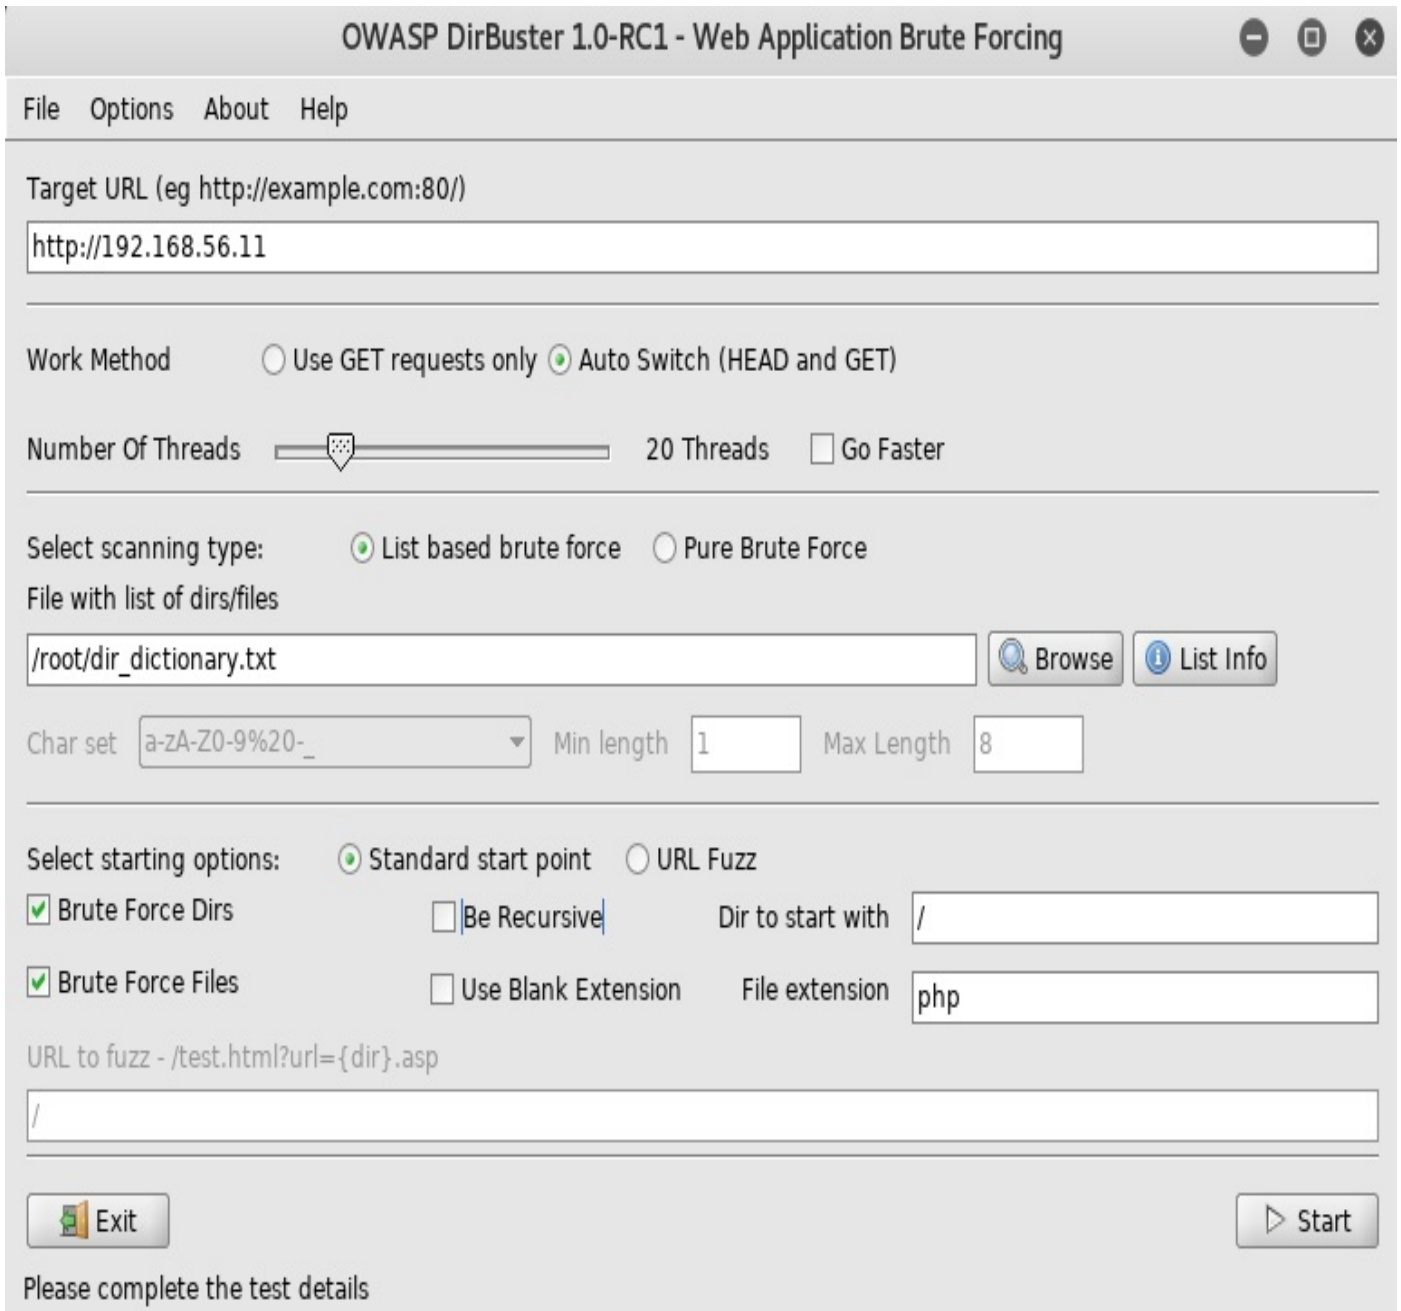 OWASP DirBuster 1.0-RC1 - Web Application Brute Forcing
File Options About Help
Target URL (eg http://example.com:80/)
http://192.168.56.11
Work Method Use GET requests only Auto Switch (HEAD and GET)
Number Of Threads 20 Threads Go Faster
Select scanning type: List based brute force Pure Brute Force
File with list of dirs/files
/root/dir_dictionary.txt Browse List Info
Char set a-zA-Z0-9%20-_ Min length 1 Max Length 8
Select starting options: Standard start point URL Fuzz
Brute Force Dirs Be Recursive Dir to start with /
Brute Force Files Use Blank Extension File extension php
URL to fuzz - /test.html?url={dir}.asp
/
Exit Start
Please complete the test details